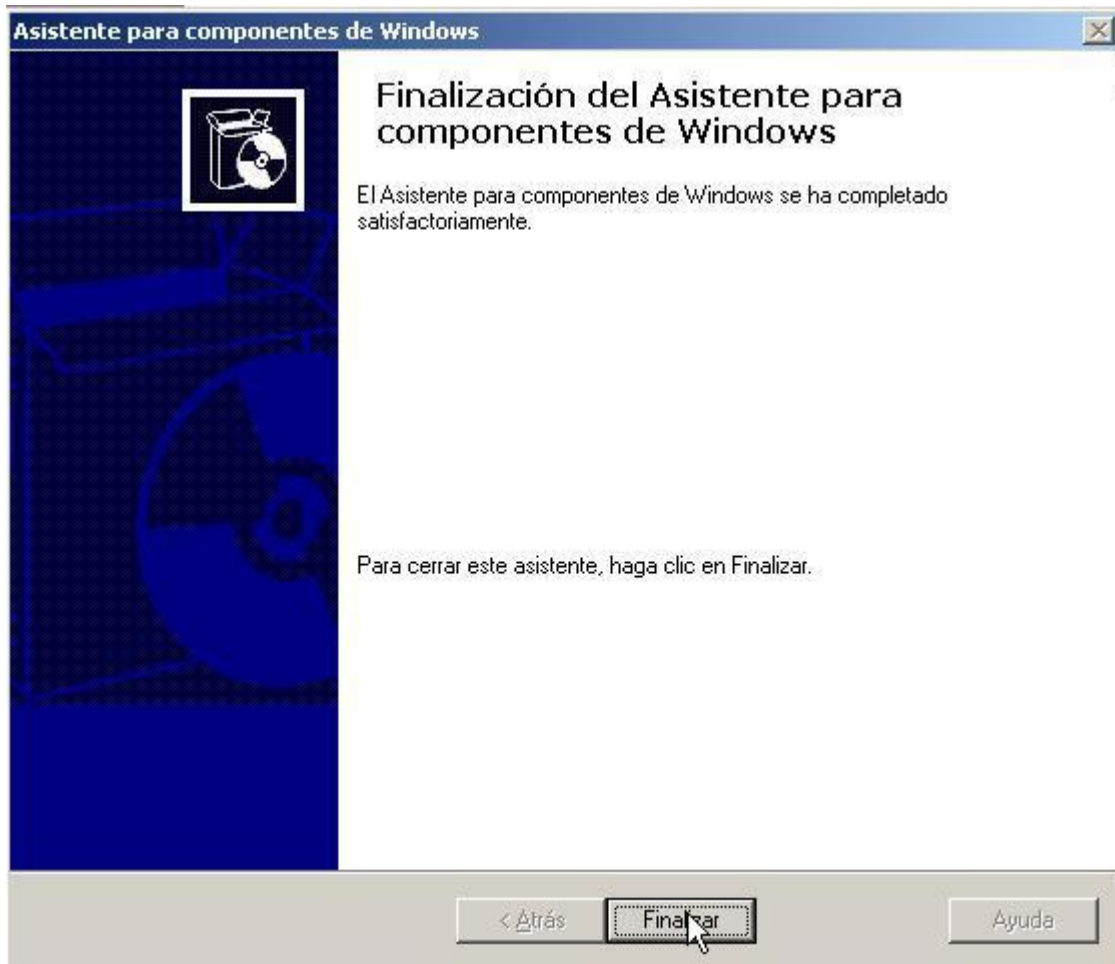 Asistente para componentes de Windows
Finalización del Asistente para
componentes de Windows
El Asistente para componentes de Windows se ha completado
satisfactoriamente.
Para cerrar este asistente, haga clic en Finalizar.
< Atrás
Finalizar
Ayuda